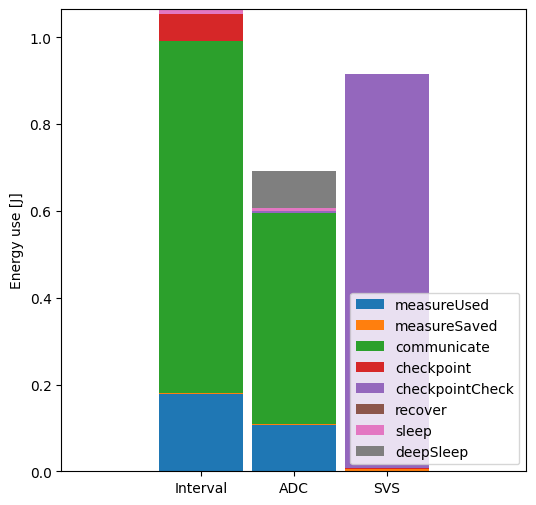 Energy use [J]
1.0
0.8
0.6
0.4
0.2
0.0
measureUsed
measureSaved
communicate
checkpoint
checkpointCheck
recover
sleep
deepSleep
Interval
ADC
SVS